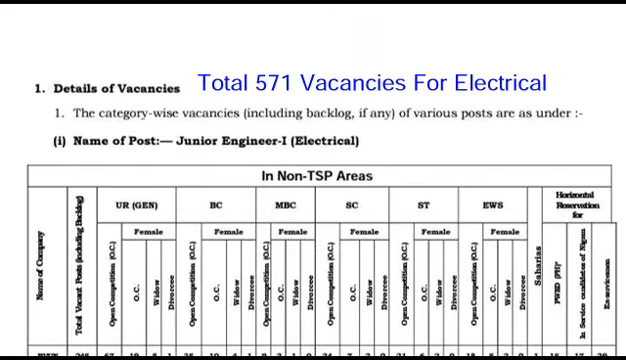 1. Details of Vacancies Total 571 Vacancies For Electrical
1. The category-wise vacancies (including backlog, if any) of various posts are as under :-
(i) Name of Post:— Junior Engineer-I (Electrical)
In Non-TSP Areas
Name of Company
Total Vacant Posts (including Backlog)
UR (GEN) BC MBC SC ST EWS
Saharias
Horizontal Reservation for
Female Female Female Female Female Female
Open Competition (O.C.) O.C. Widow Divorcee
Open Competition (O.C.) O.C. Widow Divorcee
Open Competition (O.C.) O.C. Widow Divorcee
Open Competition (O.C.) O.C. Widow Divorcee
Open Competition (O.C.) O.C. Widow Divorcee
Open Competition (O.C.) O.C. Widow Divorcee
PWBD (PH)*
In Service candidates of Nigam
Ex-serviceman